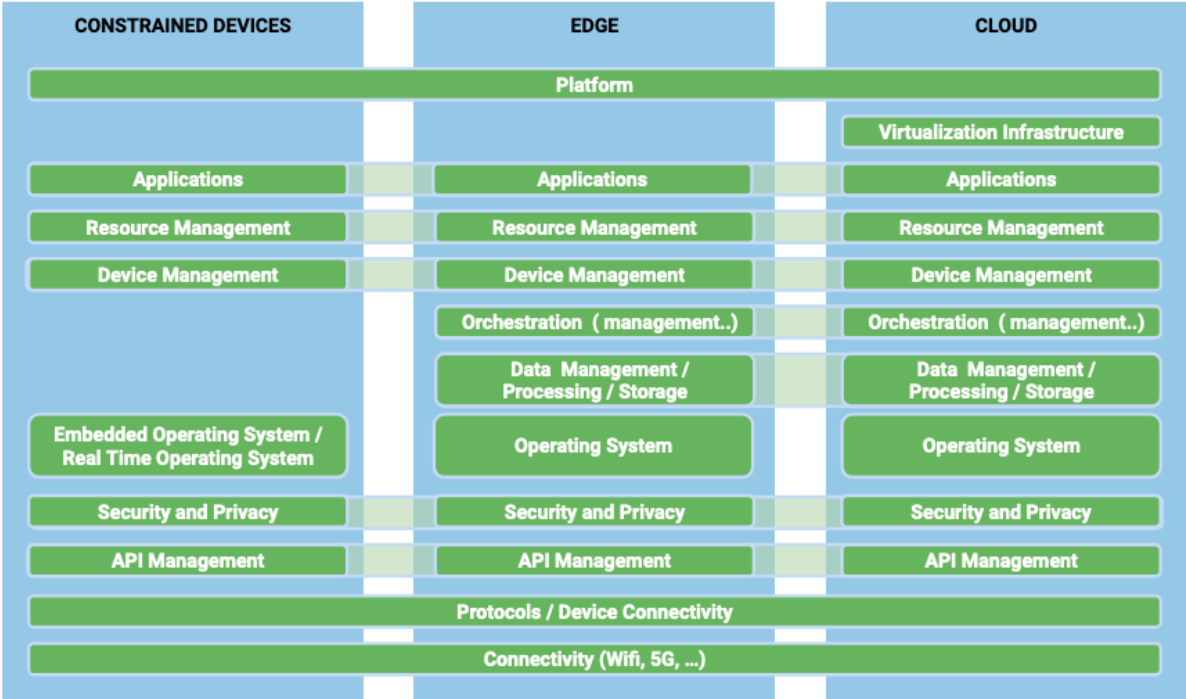 CONSTRAINED DEVICES
EDGE
CLOUD
Platform
Virtualization Infrastructure
Applications
Applications
Applications
Resource Management
Resource Management
Resource Management
Device Management
Device Management
Device Management
Orchestration ( management..)
Orchestration ( management..)
Data Management /
Processing / Storage
Data Management /
Processing / Storage
Embedded Operating System /
Real Time Operating System
Operating System
Operating System
Security and Privacy
Security and Privacy
Security and Privacy
API Management
API Management
API Management
Protocols / Device Connectivity
Connectivity (Wifi, 5G, ...)